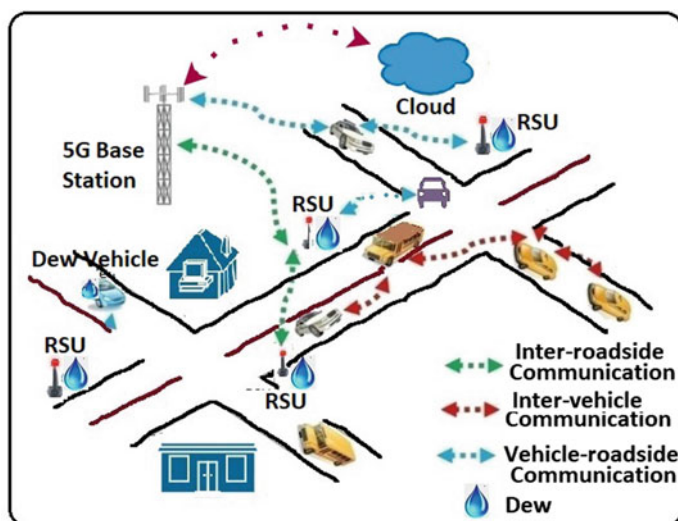 Cloud
RSU
5G Base
Station
RSU
Dew Vehicle
RSU
RSU
Inter-roadside
Communication
Inter-vehicle
Communication
Vehicle-roadside
Communication
Dew